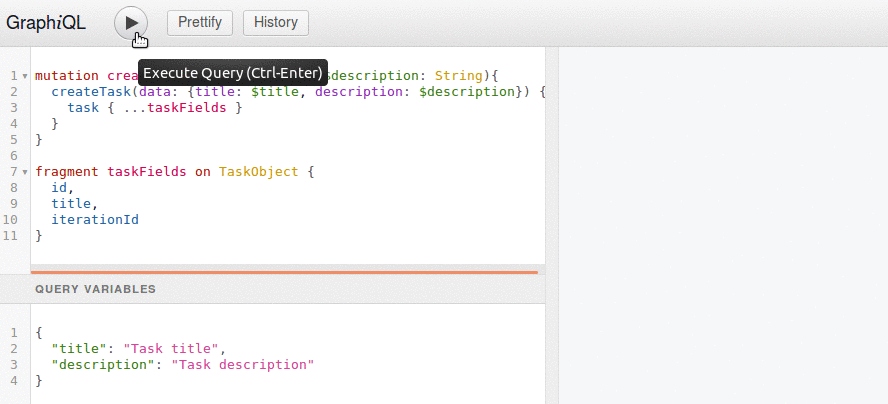 GraphiQL
Prettify
History
Execute Query (Ctrl-Enter)
1 mutation crea $description: String){
2 createTask(data: {title: $title, description: $description}) {
3 task { ...taskFields }
4 }
5 }
6
7 fragment taskFields on TaskObject {
8 id,
9 title,
10 iterationId
11 }
QUERY VARIABLES
1 {
2 "title": "Task title",
3 "description": "Task description"
4 }